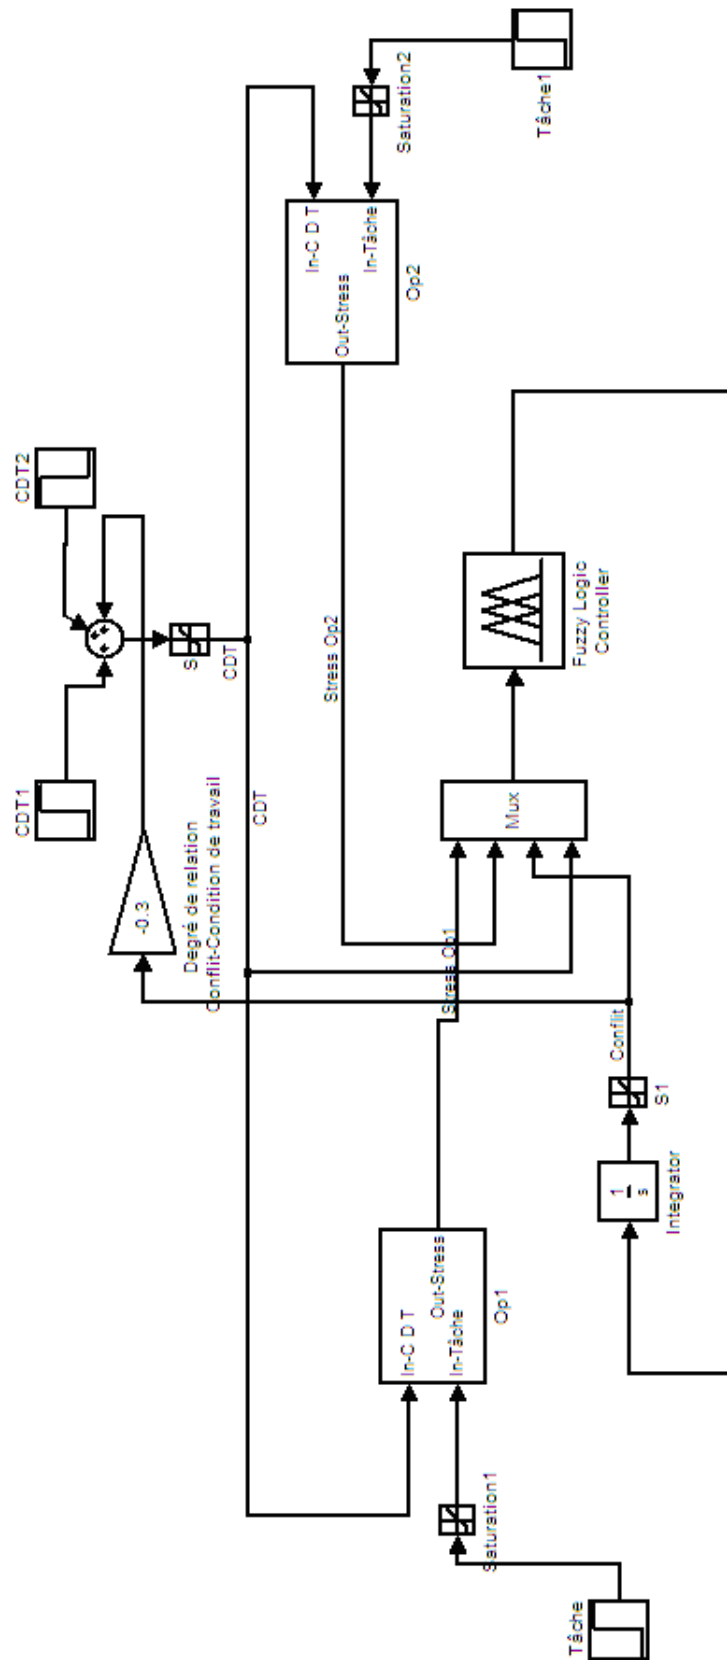 CDT1
CDT2
S
CDT
CDT
-0.3
Degré de relation
Conflit-Condition de travail
In-C D T
Out-Stress
In-Tâche
Op1
Saturation1
Tâche
Stress Op1
Stress Op2
In-C D T
Out-Stress
In-Tâche
Op2
Saturation2
Tâche1
Mux
Fuzzy Logic
Controller
1
s
Integrator
S1
Conflit